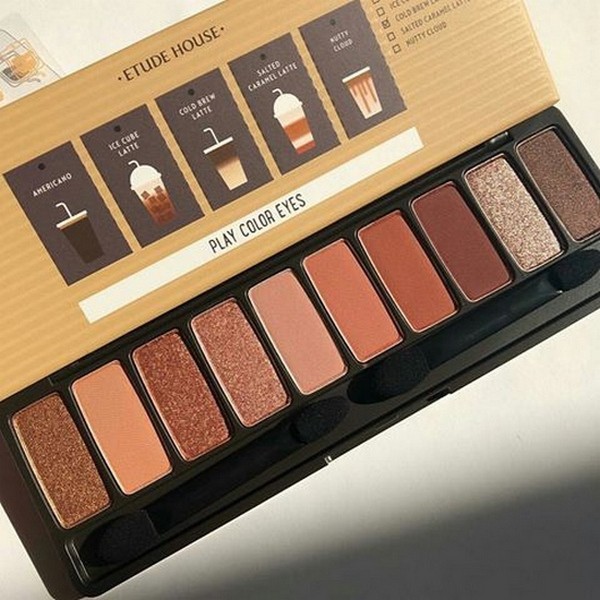 ·ETUDE HOUSE·
AMERICANO
ICE CUBE
LATTE
COLD BREW
LATTE
SALTED
CARAMEL LATTE
NUTTY
CLOUD
PLAY COLOR EYES
COLD BREW
SALTED CARAMEL LATTE
NUTTY CLOUD